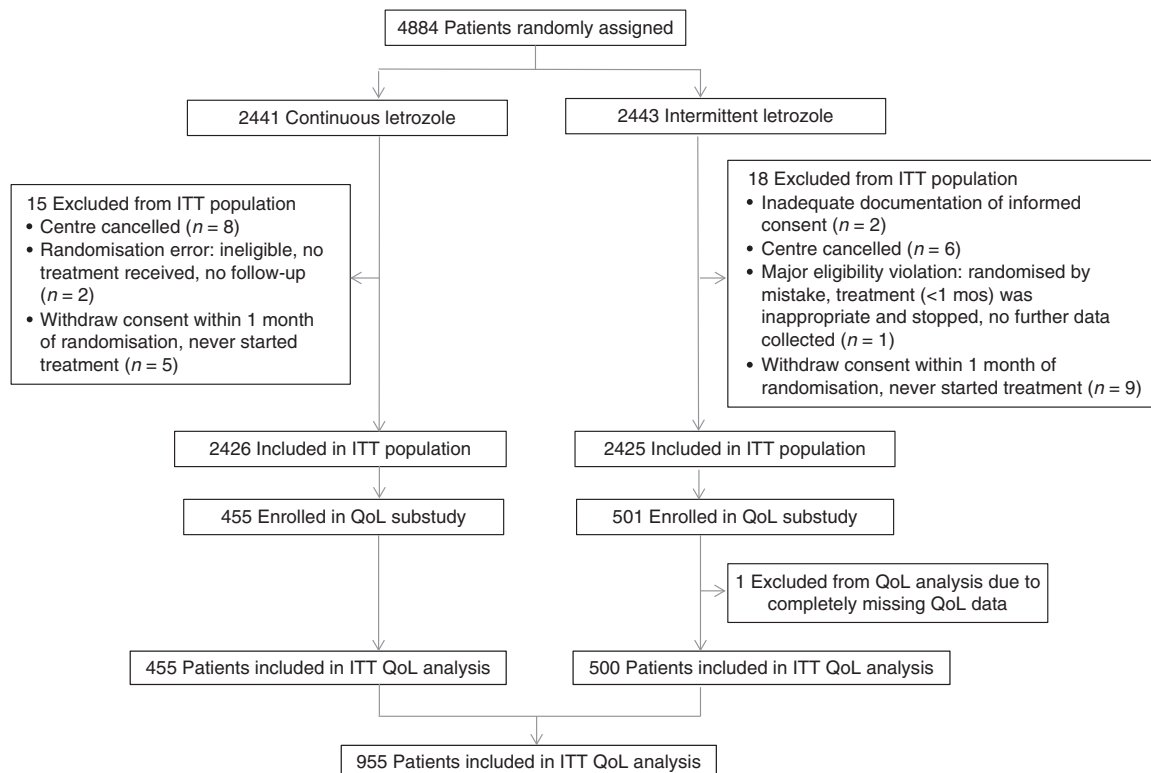 4884 Patients randomly assigned
2441 Continuous letrozole
2443 Intermittent letrozole
15 Excluded from ITT population
• Centre cancelled (n = 8)
• Randomisation error: ineligible, no
treatment received, no follow-up
(n = 2)
• Withdraw consent within 1 month
of randomisation, never started
treatment (n = 5)
18 Excluded from ITT population
• Inadequate documentation of informed
consent (n = 2)
• Centre cancelled (n = 6)
• Major eligibility violation: randomised by
mistake, treatment (<1 mos) was
inappropriate and stopped, no further data
collected (n = 1)
• Withdraw consent within 1 month of
randomisation, never started treatment (n = 9)
2426 Included in ITT population
2425 Included in ITT population
455 Enrolled in QoL substudy
501 Enrolled in QoL substudy
1 Excluded from QoL analysis due to
completely missing QoL data
455 Patients included in ITT QoL analysis
500 Patients included in ITT QoL analysis
955 Patients included in ITT QoL analysis